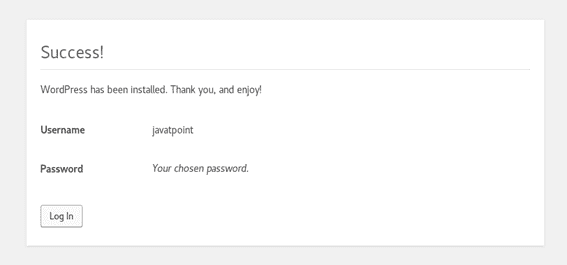 Success!
WordPress has been installed. Thank you, and enjoy!
Username javatpoint
Password Your chosen password.
Log In